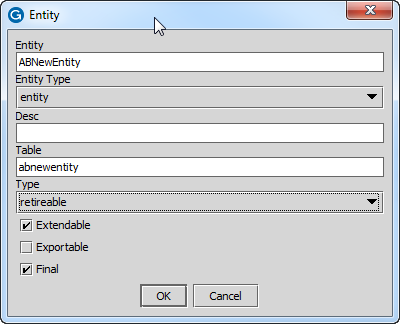 G Entity
Entity
ABNewEntity
Entity Type
entity
Desc
Table
abnewentity
Type
retireable
Extendable
Exportable
Final
OK Cancel